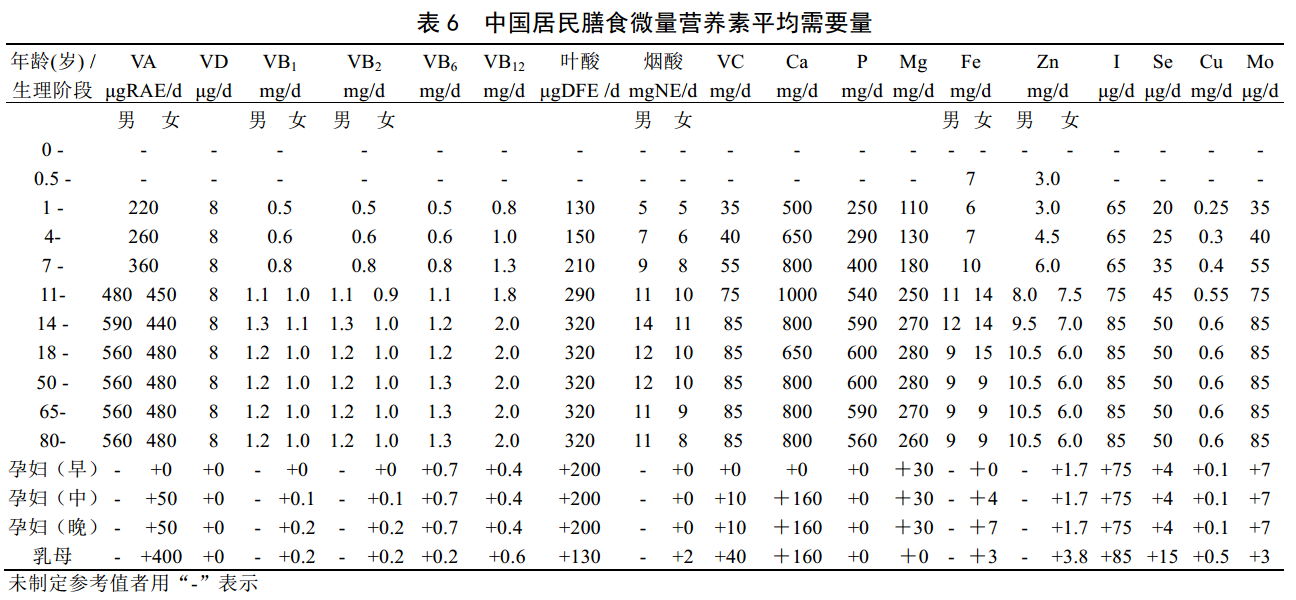 表 6 中国居民膳食微量营养素平均需要量
年龄(岁) / VA VD VB1 VB2 VB6 VB12 叶酸 烟酸 VC Ca P Mg Fe Zn I Se Cu Mo
生理阶段 μgRAE/d μg/d mg/d mg/d mg/d mg/d μgDFE /d mgNE/d mg/d mg/d mg/d mg/d mg/d mg/d μg/d μg/d mg/d μg/d
男 女 男 女 男 女 男 女 男 女 男 女
0 - - - - - - - - - - - - - - - - - - - - - -
0.5 - - - - - - - - - - - - - - 7 3.0 - - - -
1 - 220 8 0.5 0.5 0.5 0.8 130 5 5 35 500 250 110 6 3.0 65 20 0.25 35
4- 260 8 0.6 0.6 0.6 1.0 150 7 6 40 650 290 130 7 4.5 65 25 0.3 40
7 - 360 8 0.8 0.8 0.8 1.3 210 9 8 55 800 400 180 10 6.0 65 35 0.4 55
11- 480 450 8 1.1 1.0 1.1 0.9 1.1 1.8 290 11 10 75 1000 540 250 11 14 8.0 7.5 75 45 0.55 75
14 - 590 440 8 1.3 1.1 1.3 1.0 1.2 2.0 320 14 11 85 800 590 270 12 14 9.5 7.0 85 50 0.6 85
18 - 560 480 8 1.2 1.0 1.2 1.0 1.2 2.0 320 12 10 85 650 600 280 9 15 10.5 6.0 85 50 0.6 85
50 - 560 480 8 1.2 1.0 1.2 1.0 1.3 2.0 320 12 10 85 800 600 280 9 9 10.5 6.0 85 50 0.6 85
65- 560 480 8 1.2 1.0 1.2 1.0 1.3 2.0 320 11 9 85 800 590 270 9 9 10.5 6.0 85 50 0.6 85
80- 560 480 8 1.2 1.0 1.2 1.0 1.3 2.0 320 11 8 85 800 560 260 9 9 10.5 6.0 85 50 0.6 85
孕妇（早） - +0 +0 - +0 - +0 +0.7 +0.4 +200 - +0 +0 +0 +0 ＋30 - ＋0 - +1.7 +75 +4 +0.1 +7
孕妇（中） - +50 +0 - +0.1 - +0.1 +0.7 +0.4 +200 - +0 +10 ＋160 +0 ＋30 - ＋4 - +1.7 +75 +4 +0.1 +7
孕妇（晚） - +50 +0 - +0.2 - +0.2 +0.7 +0.4 +200 - +0 +10 ＋160 +0 ＋30 - ＋7 - +1.7 +75 +4 +0.1 +7
乳母 - +400 +0 - +0.2 - +0.2 +0.2 +0.6 +130 - +2 +40 ＋160 +0 ＋0 - ＋3 - +3.8 +85 +15 +0.5 +3
未制定参考值者用“-”表示